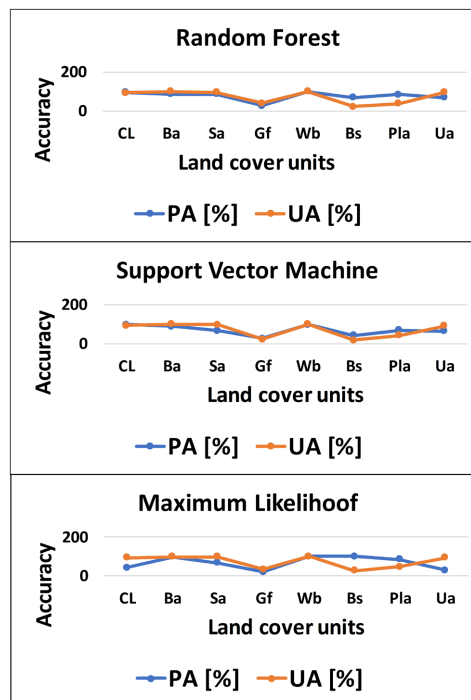 Random Forest
200
0
Accuracy
CL Ba Sa Gf Wb Bs Pla Ua
Land cover units
PA [%] UA [%]
Support Vector Machine
200
0
Accuracy
CL Ba Sa Gf Wb Bs Pla Ua
Land cover units
PA [%] UA [%]
Maximum Likelihoof
200
0
Accuracy
CL Ba Sa Gf Wb Bs Pla Ua
Land cover units
PA [%] UA [%]